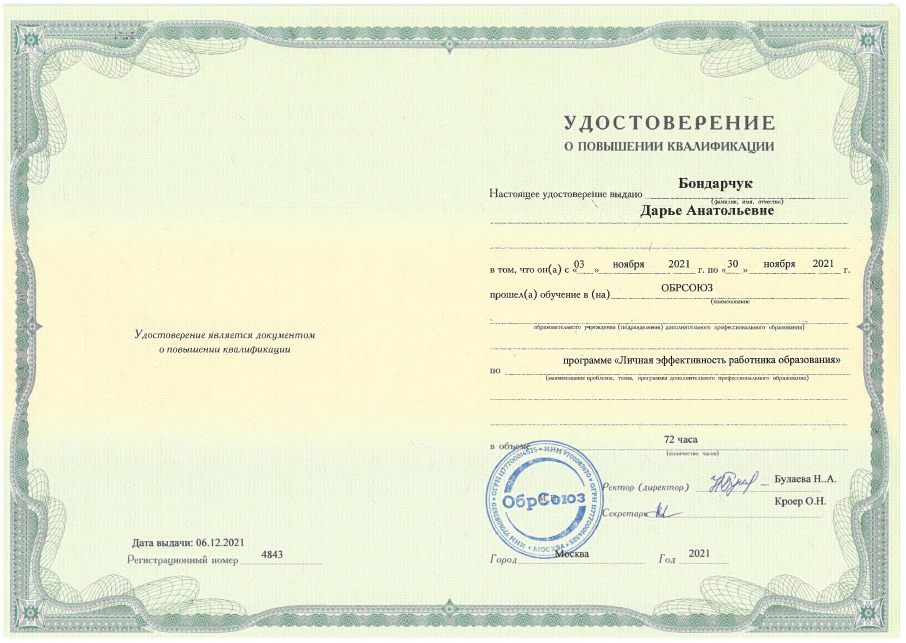 Удостоверение является документом
о повышении квалификации
Дата выдачи: 06.12.2021
Регистрационный номер 4843
УДОСТОВЕРЕНИЕ
О ПОВЫШЕНИИ КВАЛИФИКАЦИИ
Настоящее удостоверение выдано Бондарчук
(фамилия, имя, отчество)
Дарье Анатольевне
в том, что он(а) с «03» ноября 2021 г. по «30» ноября 2021 г.
прошел(а) обучение в (на) ОБРСОЮЗ
(наименование
образовательного учреждения (подразделения) дополнительного профессионального образования)
по программе «Личная эффективность работника образования»
(наименование проблемы, темы, программы дополнительного профессионального образования)
в объеме 72 часа
(количество часов)
ОбрСоюз
М.П.
МОСКВА
Ректор (директор) Булаева Н.А.
Секретарь Кроер О.Н.
Город Москва Год 2021